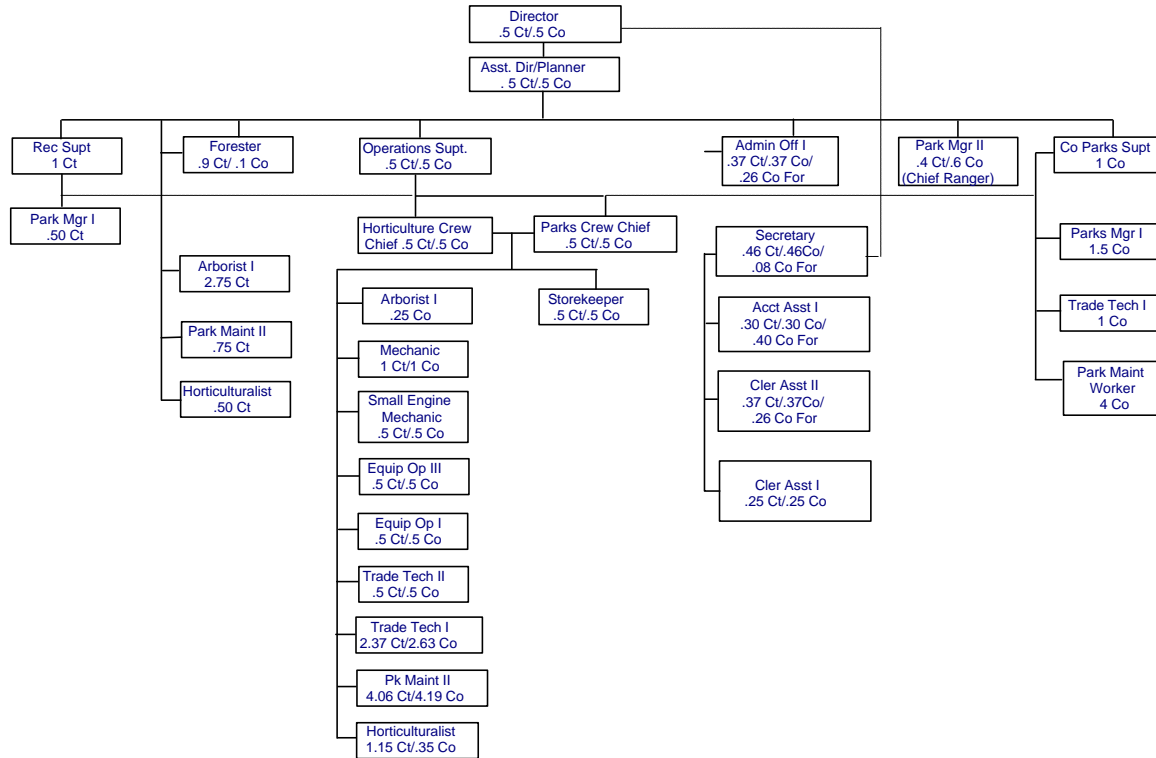 Director
.5 Ct/.5 Co
Asst. Dir/Planner
. 5 Ct/.5 Co
Rec Supt
1 Ct
Forester
.9 Ct/ .1 Co
Operations Supt.
.5 Ct/.5 Co
Admin Off I
.37 Ct/.37 Co/
.26 Co For
Park Mgr II
.4 Ct/.6 Co
(Chief Ranger)
Co Parks Supt
1 Co
Park Mgr I
.50 Ct
Horticulture Crew
Chief .5 Ct/.5 Co
Parks Crew Chief
.5 Ct/.5 Co
Secretary
.46 Ct/.46Co/
.08 Co For
Parks Mgr I
1.5 Co
Arborist I
2.75 Ct
Arborist I
.25 Co
Storekeeper
.5 Ct/.5 Co
Acct Asst I
.30 Ct/.30 Co/
.40 Co For
Trade Tech I
1 Co
Park Maint II
.75 Ct
Mechanic
1 Ct/1 Co
Cler Asst II
.37 Ct/.37Co/
.26 Co For
Park Maint
Worker
4 Co
Horticulturalist
.50 Ct
Small Engine
Mechanic
.5 Ct/.5 Co
Equip Op III
.5 Ct/.5 Co
Cler Asst I
.25 Ct/.25 Co
Equip Op I
.5 Ct/.5 Co
Trade Tech II
.5 Ct/.5 Co
Trade Tech I
2.37 Ct/2.63 Co
Pk Maint II
4.06 Ct/4.19 Co
Horticulturalist
1.15 Ct/.35 Co